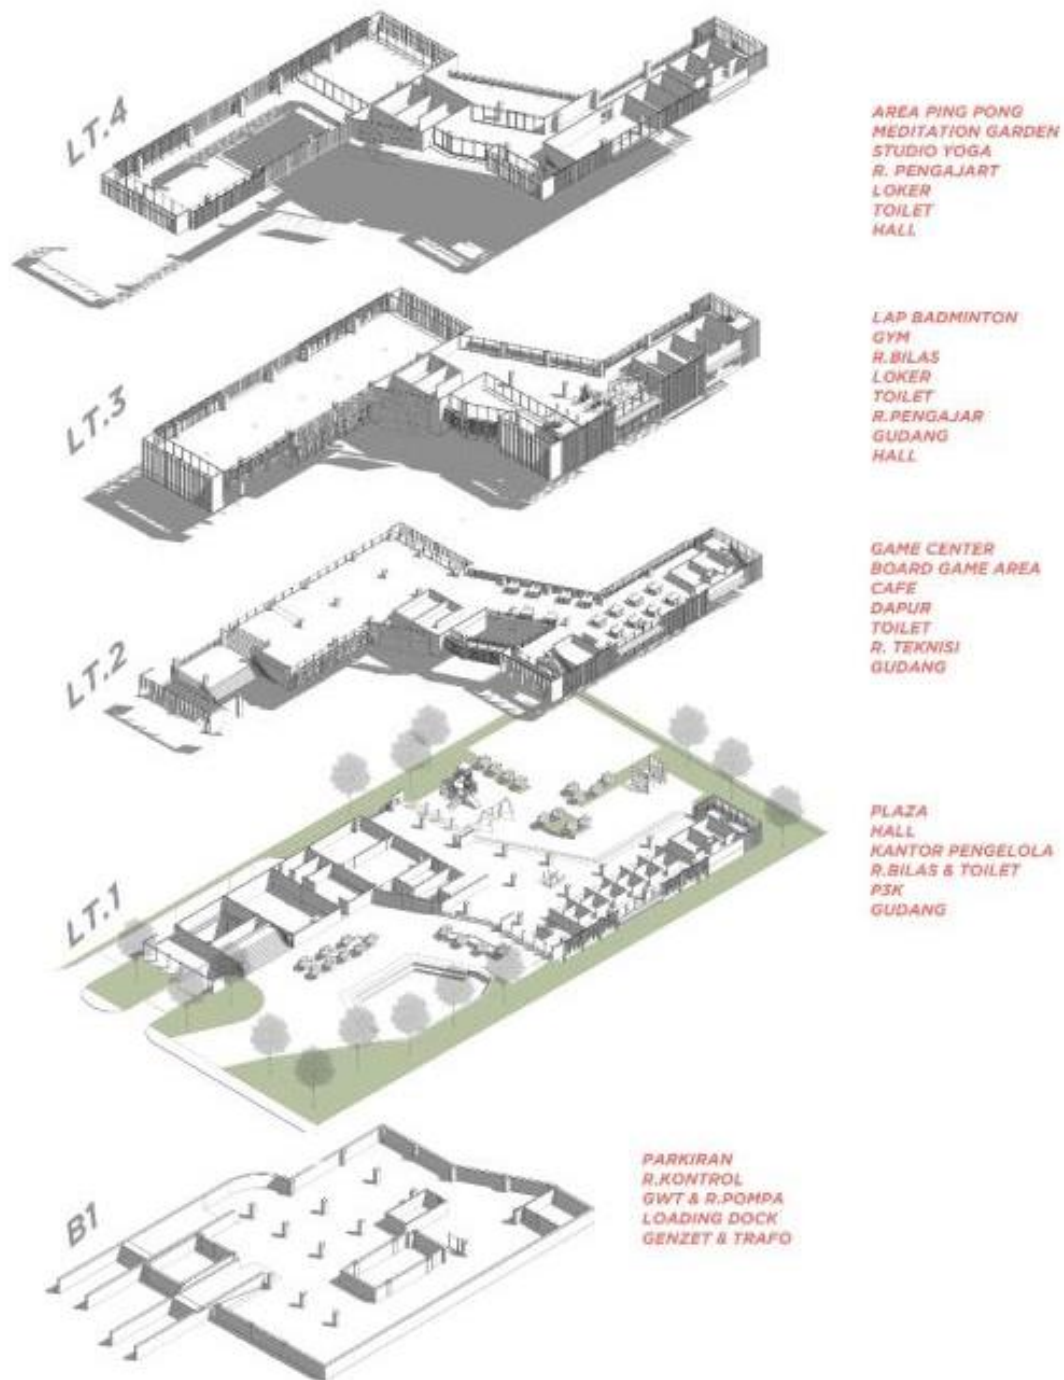 LT.4
AREA PING PONG
MEDITATION GARDEN
STUDIO YOGA
R. PENGAJART
LOKER
TOILET
HALL
LT.3
LAP BADMINTON
GYM
R.BILAS
LOKER
TOILET
R.PENGAJAR
GUDANG
HALL
LT.2
GAME CENTER
BOARD GAME AREA
CAFE
DAPUR
TOILET
R. TEKNISI
GUDANG
LT.1
PLAZA
HALL
KANTOR PENGELOLA
R.BILAS & TOILET
P3K
GUDANG
B1
PARKIRAN
R.KONTROL
GWT & R.POMPA
LOADING DOCK
GENZET & TRAFO